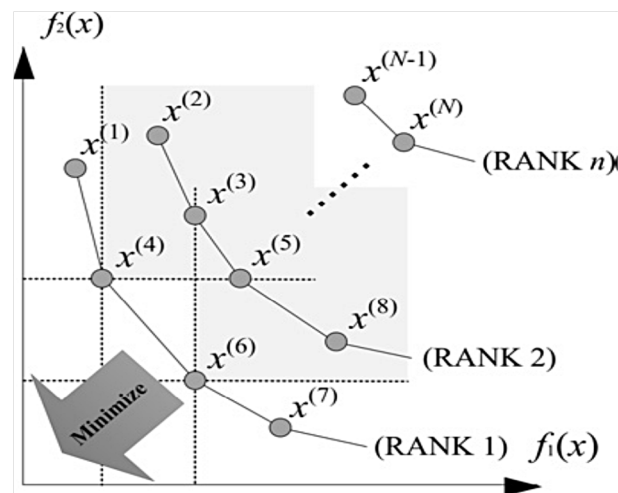 f₂(x)
x⁽ᴺ⁻¹⁾
x⁽²⁾
x⁽ᴺ⁾
x⁽¹⁾
(RANK n)(
x⁽³⁾
x⁽⁴⁾
x⁽⁵⁾
x⁽⁸⁾
x⁽⁶⁾
(RANK 2)
Minimize
x⁽⁷⁾
(RANK 1)
f₁(x)